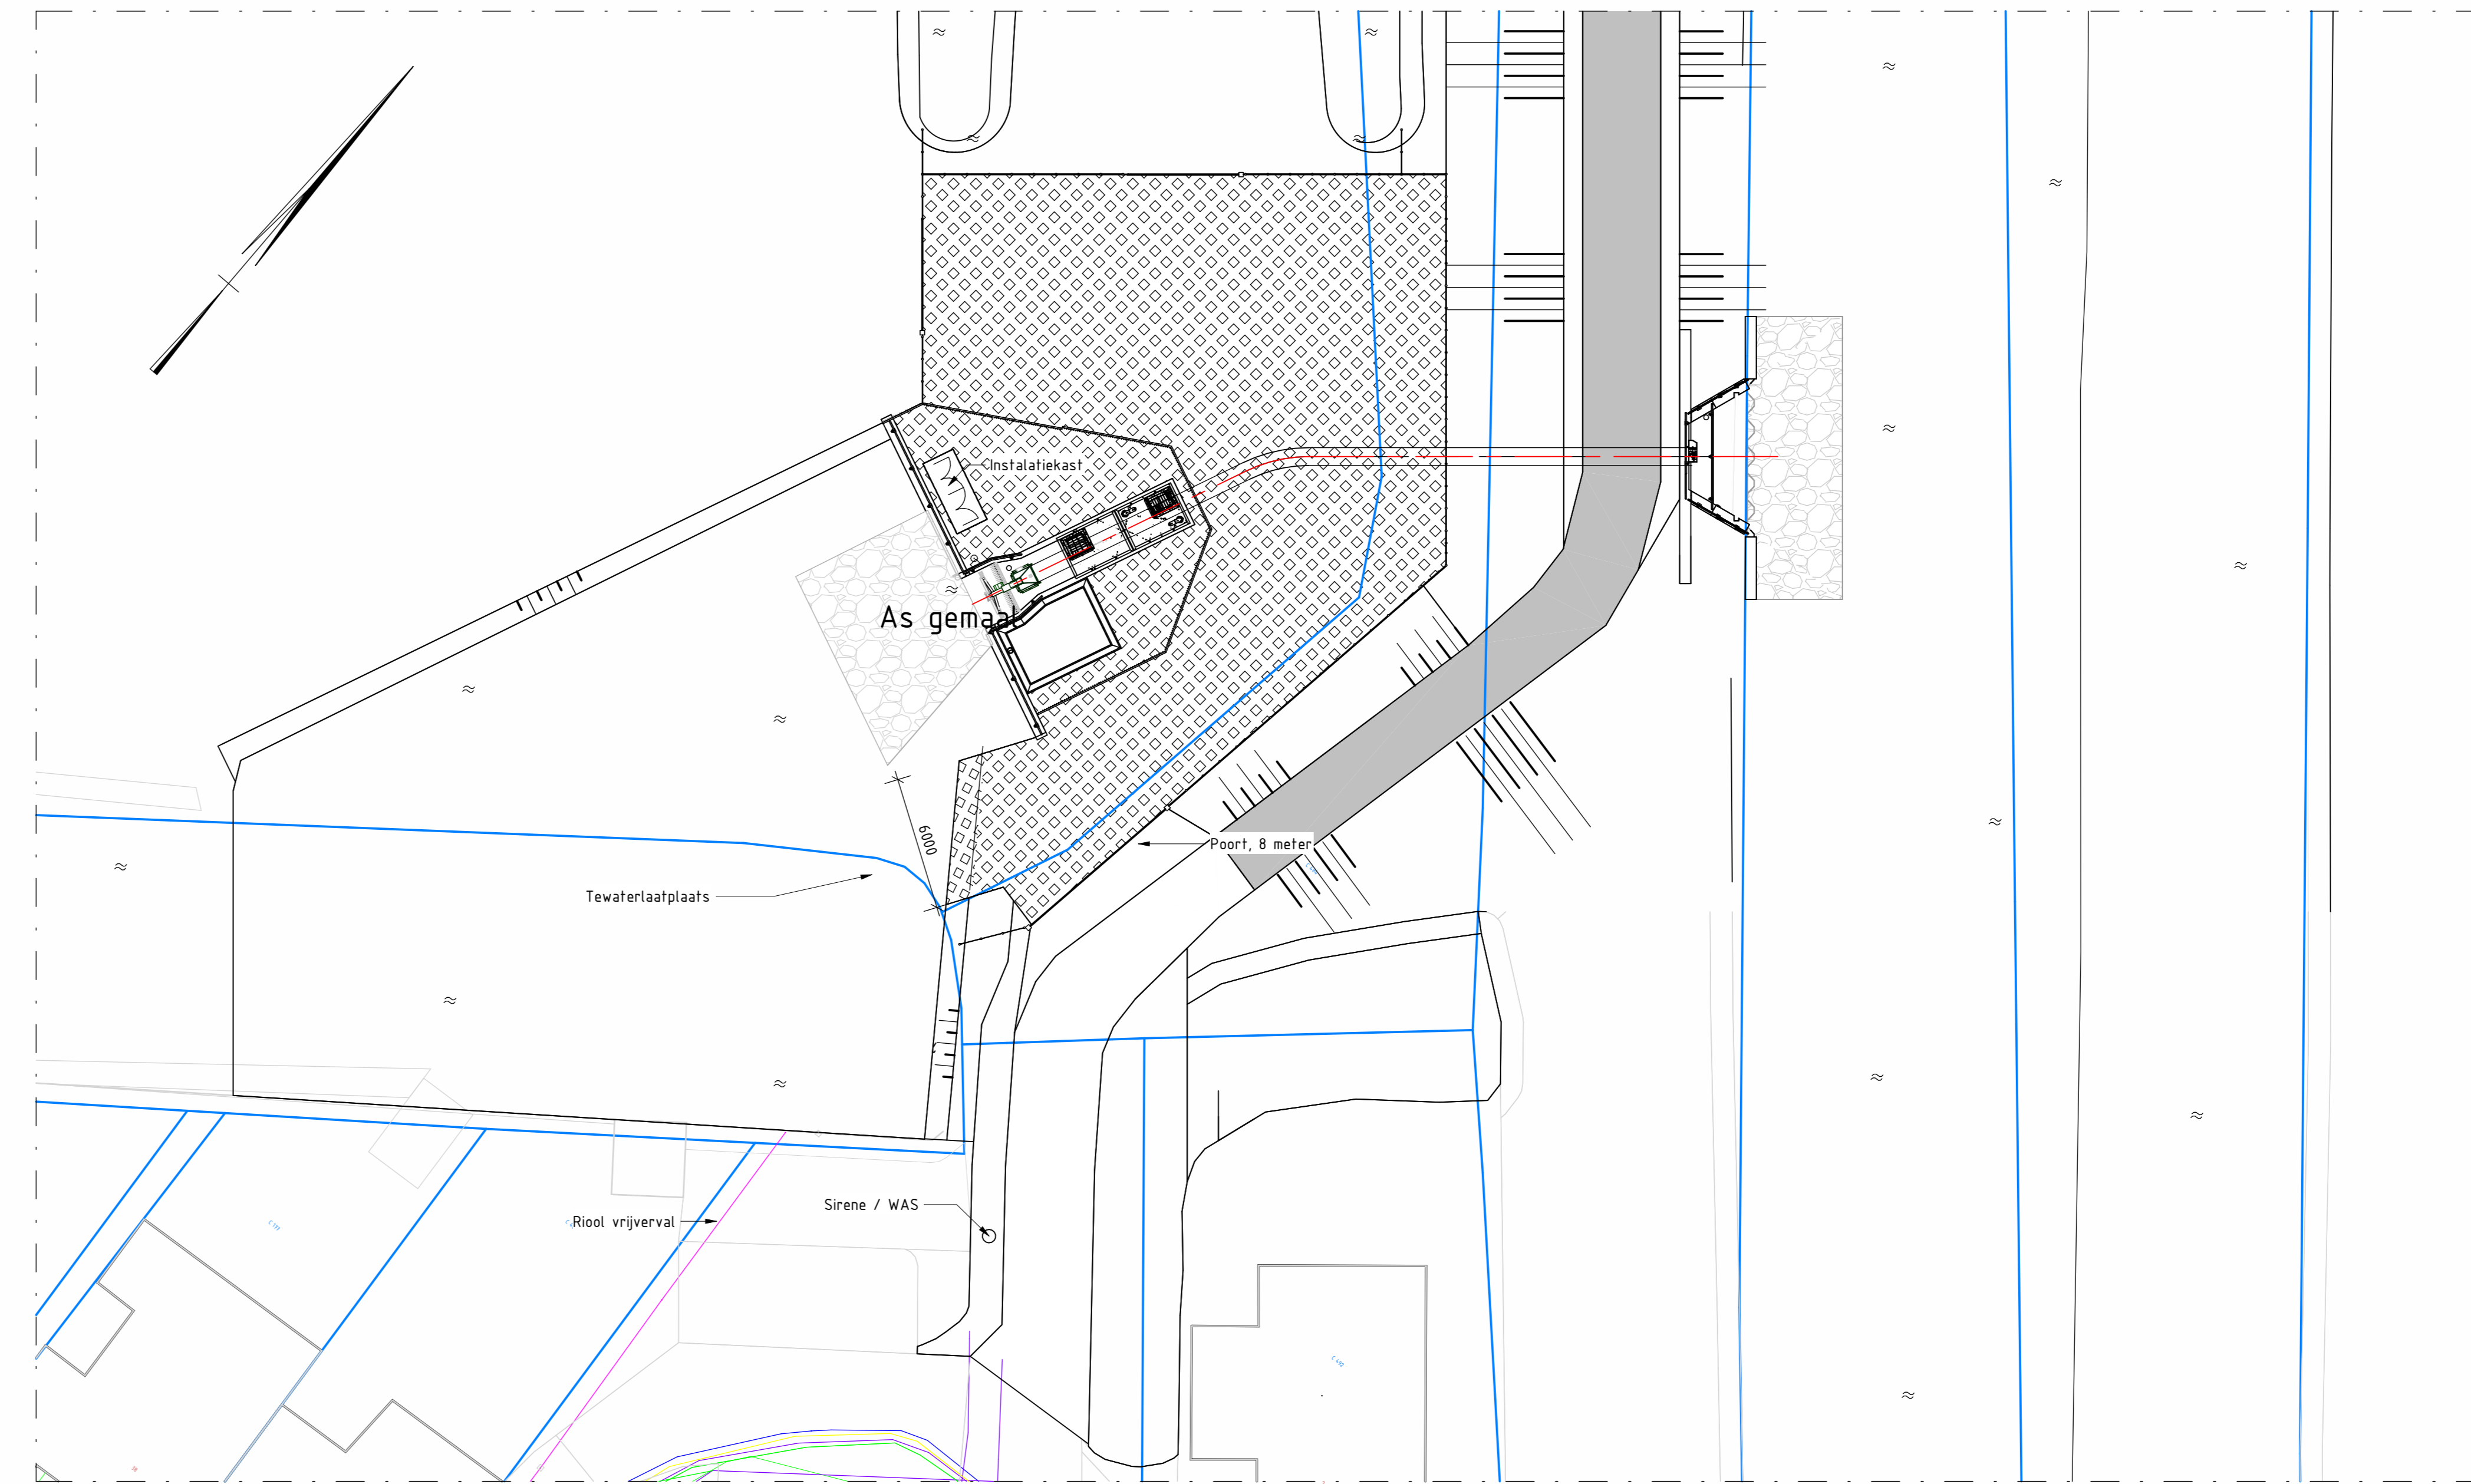 Instalatiekast
As gemaal
6000
Poort, 8 meter
Tewaterlaatplaats
Sirene / WAS
Riool vrijverval